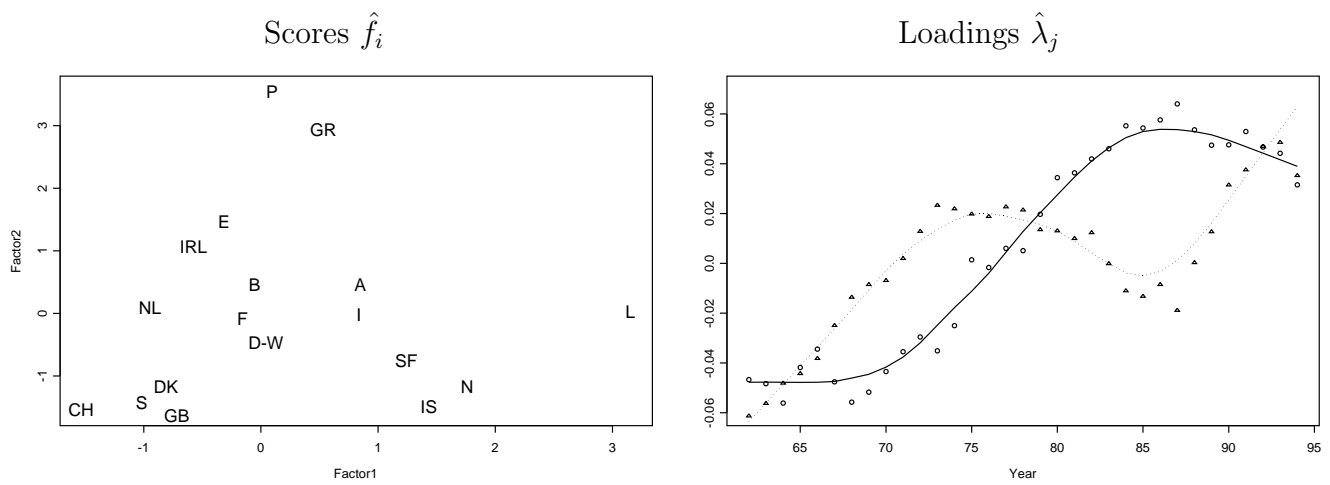 Scores f̂ᵢ
P
GR
E
IRL
B
A
NL
F
I
L
D-W
SF
DK
N
CH
S
GB
IS
3
2
1
0
-1
Factor2
-1 0 1 2 3
Factor1
Loadings λ̂ⱼ
0.06
0.04
0.02
0.0
-0.02
-0.04
-0.06
65 70 75 80 85 90 95
Year